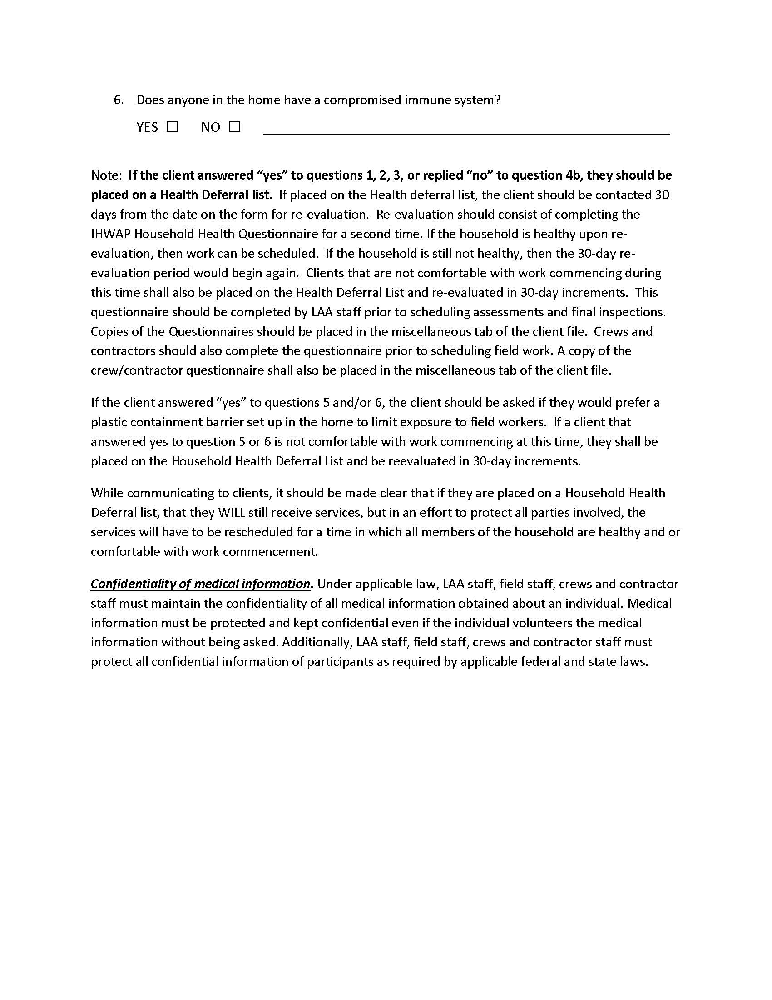 6. Does anyone in the home have a compromised immune system?
YES ☐ NO ☐
Note: If the client answered “yes” to questions 1, 2, 3, or replied “no” to question 4b, they should be
placed on a Health Deferral list. If placed on the Health deferral list, the client should be contacted 30
days from the date on the form for re-evaluation. Re-evaluation should consist of completing the
IHWAP Household Health Questionnaire for a second time. If the household is healthy upon re-
evaluation, then work can be scheduled. If the household is still not healthy, then the 30-day re-
evaluation period would begin again. Clients that are not comfortable with work commencing during
this time shall also be placed on the Health Deferral List and re-evaluated in 30-day increments. This
questionnaire should be completed by LAA staff prior to scheduling assessments and final inspections.
Copies of the Questionnaires should be placed in the miscellaneous tab of the client file. Crews and
contractors should also complete the questionnaire prior to scheduling field work. A copy of the
crew/contractor questionnaire shall also be placed in the miscellaneous tab of the client file.
If the client answered “yes” to questions 5 and/or 6, the client should be asked if they would prefer a
plastic containment barrier set up in the home to limit exposure to field workers. If a client that
answered yes to question 5 or 6 is not comfortable with work commencing at this time, they shall be
placed on the Household Health Deferral List and be reevaluated in 30-day increments.
While communicating to clients, it should be made clear that if they are placed on a Household Health
Deferral list, that they WILL still receive services, but in an effort to protect all parties involved, the
services will have to be rescheduled for a time in which all members of the household are healthy and or
comfortable with work commencement.
Confidentiality of medical information. Under applicable law, LAA staff, field staff, crews and contractor
staff must maintain the confidentiality of all medical information obtained about an individual. Medical
information must be protected and kept confidential even if the individual volunteers the medical
information without being asked. Additionally, LAA staff, field staff, crews and contractor staff must
protect all confidential information of participants as required by applicable federal and state laws.